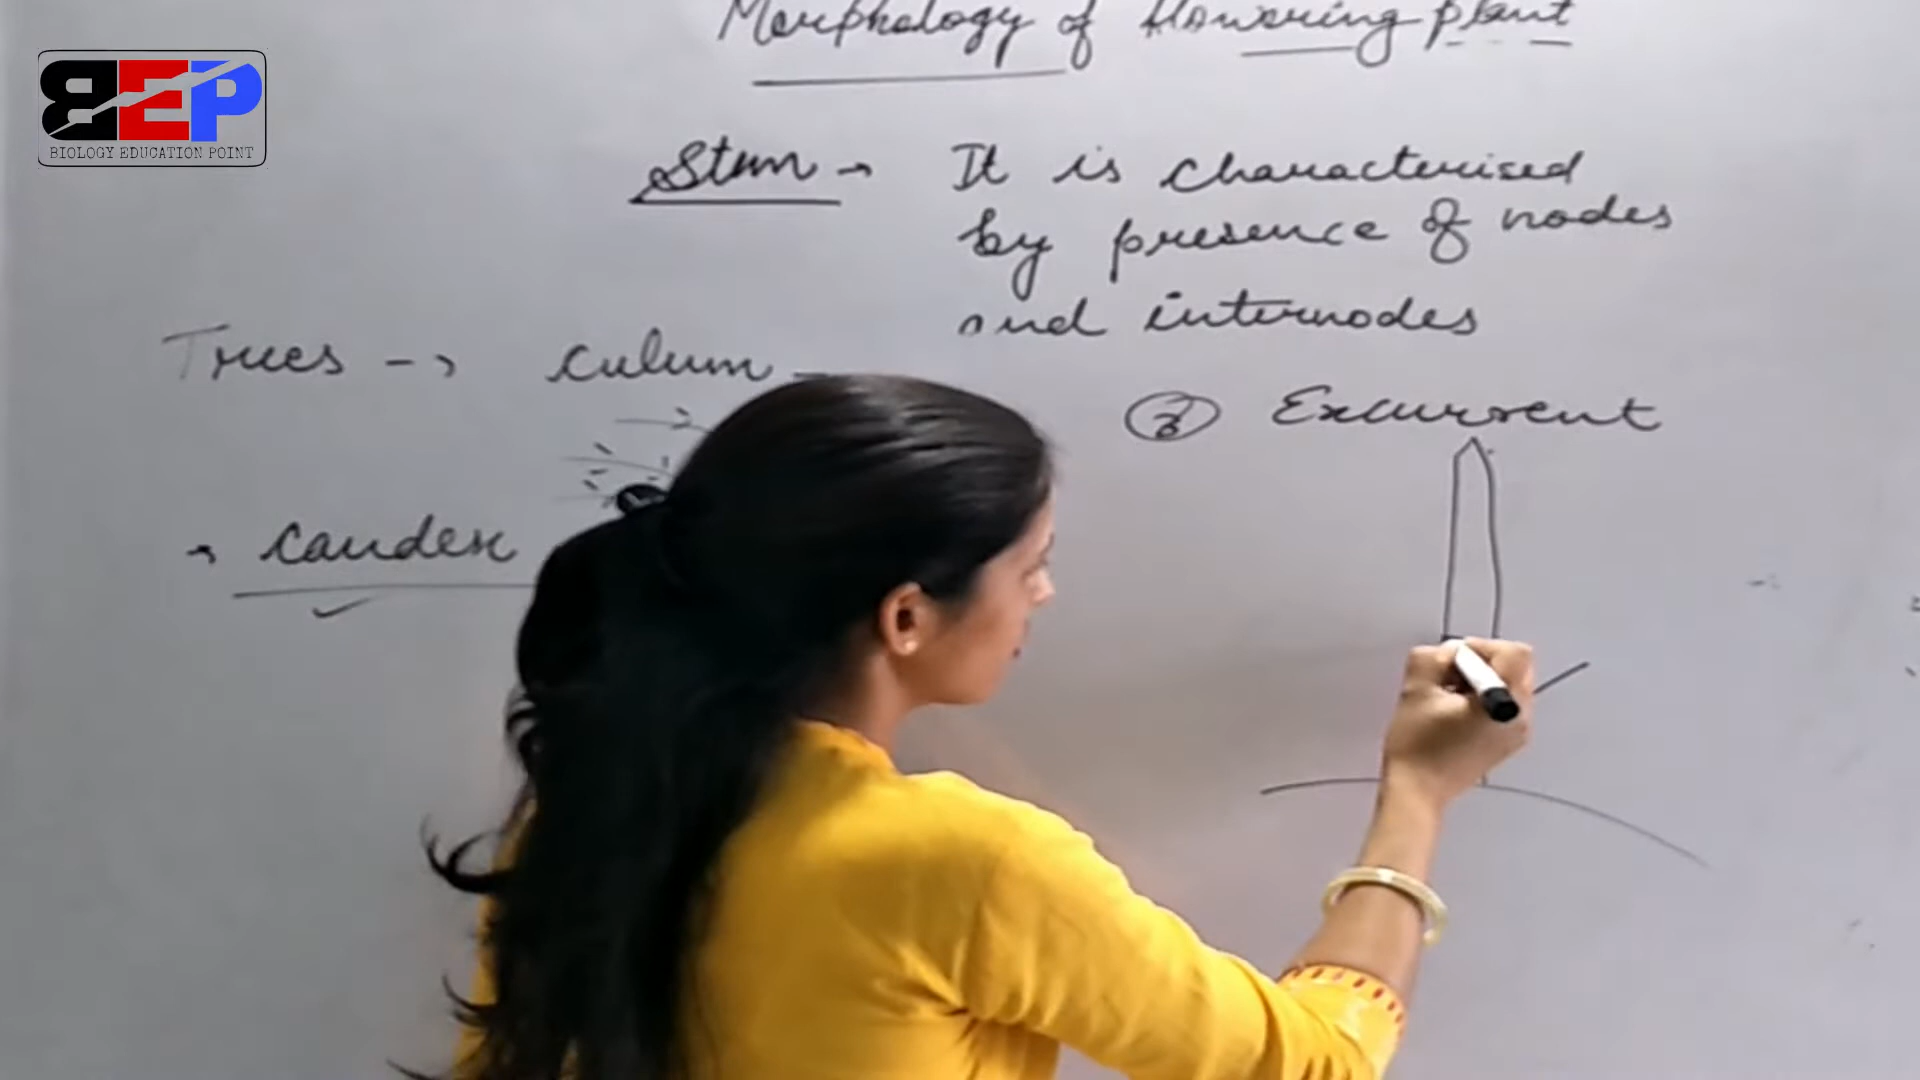 Morphology of flowering plant
BEP
BIOLOGY EDUCATION POINT
Stem → It is characterised
by presence of nodes
and internodes
Trees --> culum -
③ Excurrent
→ caudex